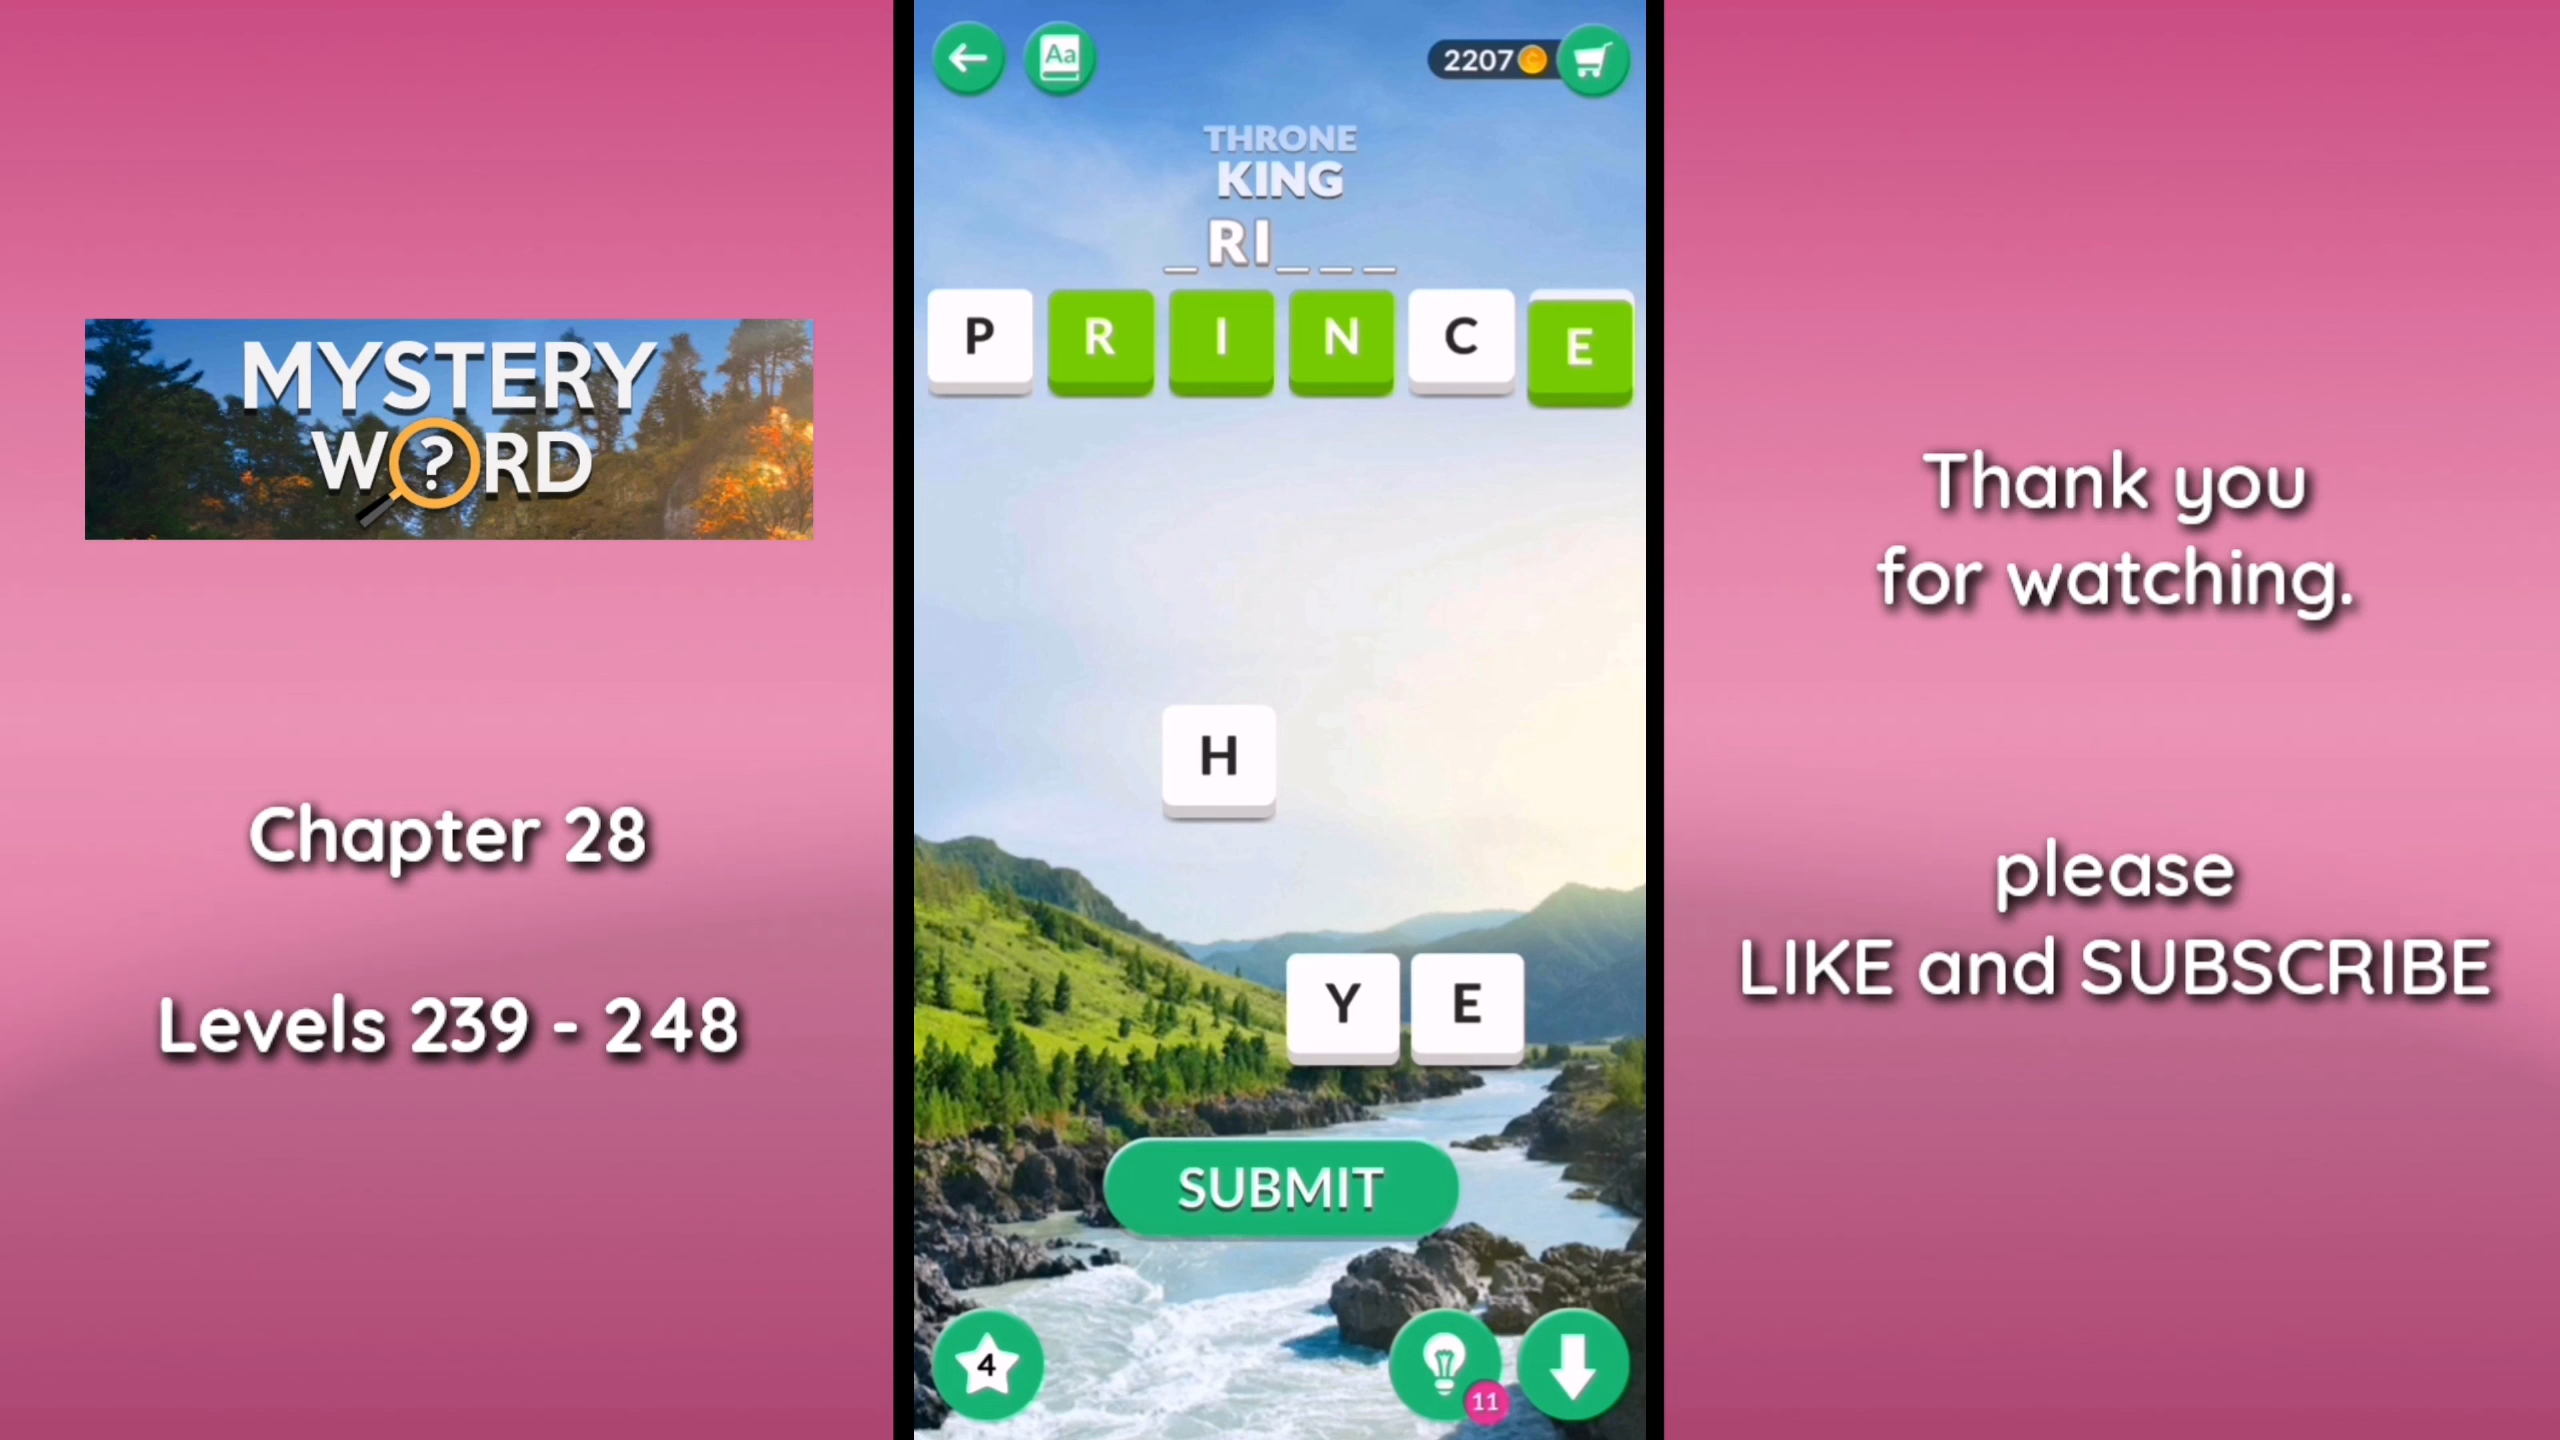 MYSTERY
W?RD
Chapter 28
Levels 239 - 248
Aa
2207
THRONE
KING
_RI___
P R I N C E
H
Y E
SUBMIT
4
11
Thank you
for watching.
please
LIKE and SUBSCRIBE